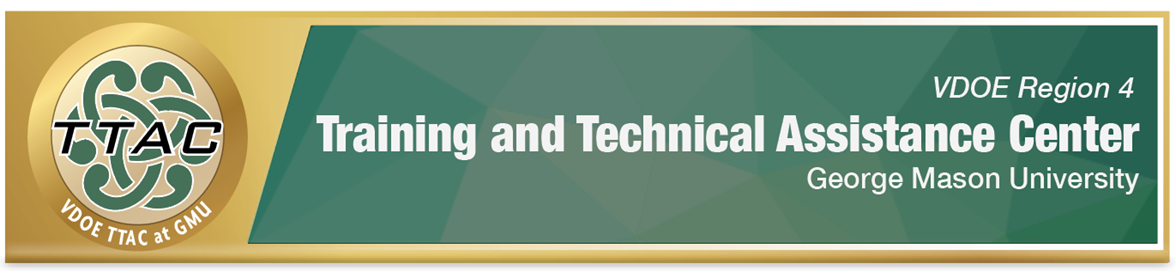 TTAC
VDOE TTAC at GMU
VDOE Region 4
Training and Technical Assistance Center
George Mason University